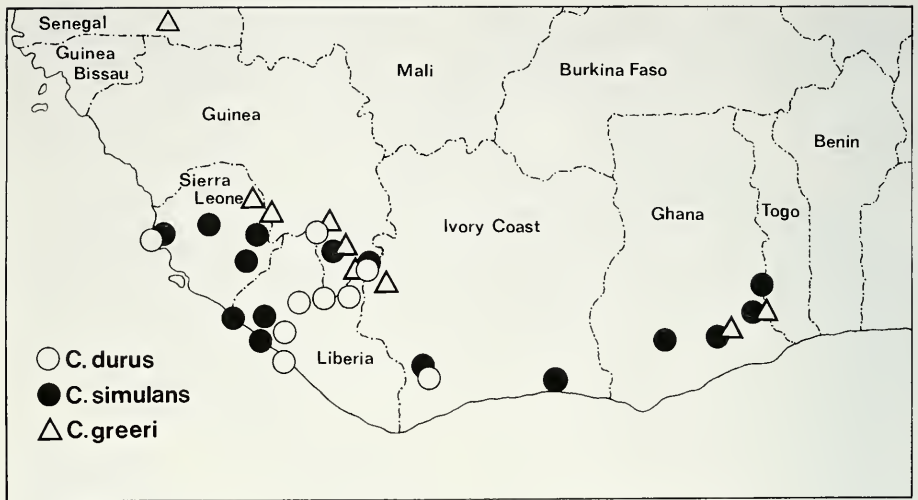 Senegal
Guinea
Bissau
Mali
Burkina Faso
Guinea
Benin
Sierra
Leone
Ivory Coast
Ghana
Togo
Liberia
C. durus
C. simulans
C. greeri